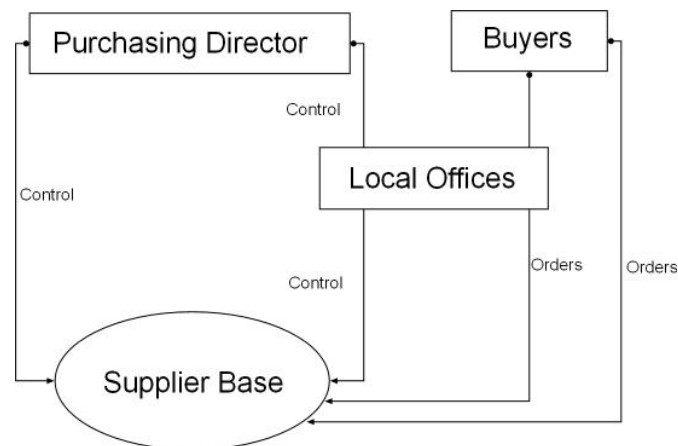 Purchasing Director
Buyers
Control
Local Offices
Control
Orders
Orders
Control
Supplier Base